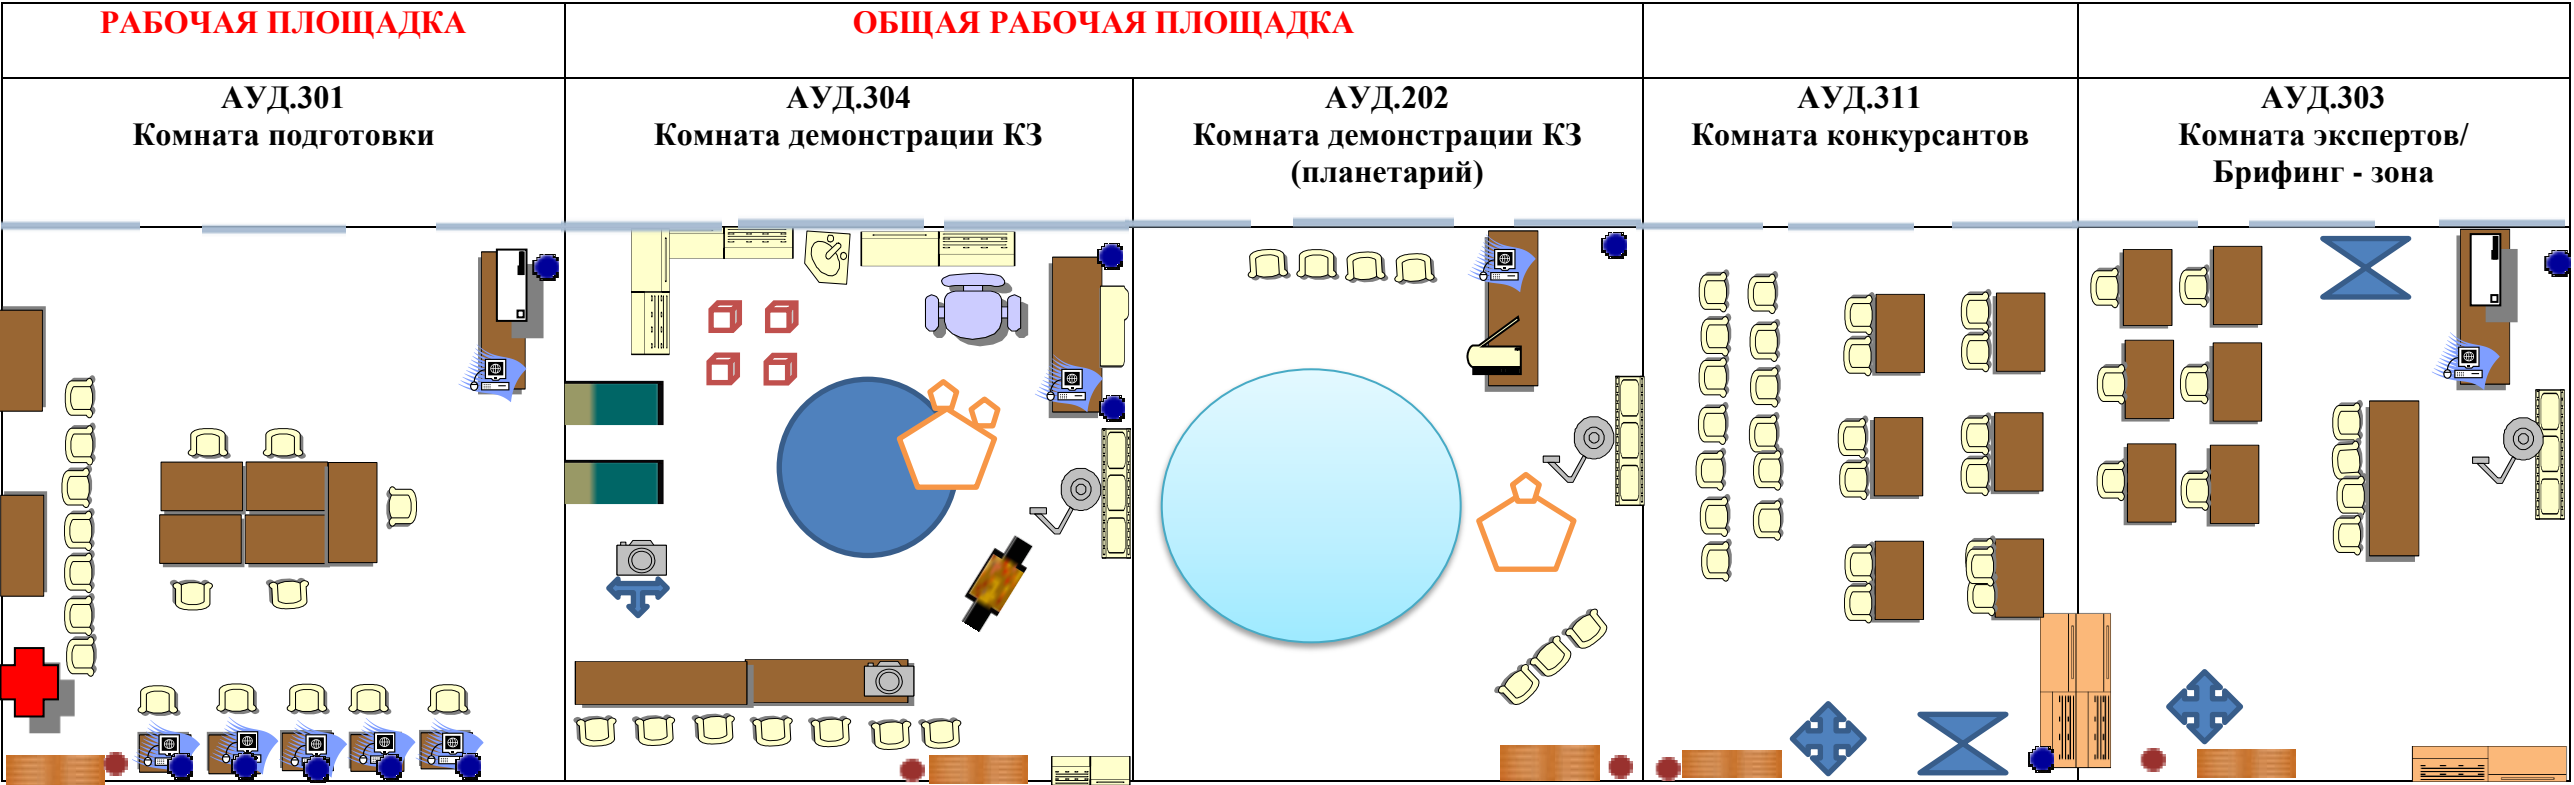 РАБОЧАЯ ПЛОЩАДКА
ОБЩАЯ РАБОЧАЯ ПЛОЩАДКА
АУД.301
Комната подготовки
АУД.304
Комната демонстрации КЗ
АУД.202
Комната демонстрации КЗ
(планетарий)
АУД.311
Комната конкурсантов
АУД.303
Комната экспертов/
Брифинг - зона